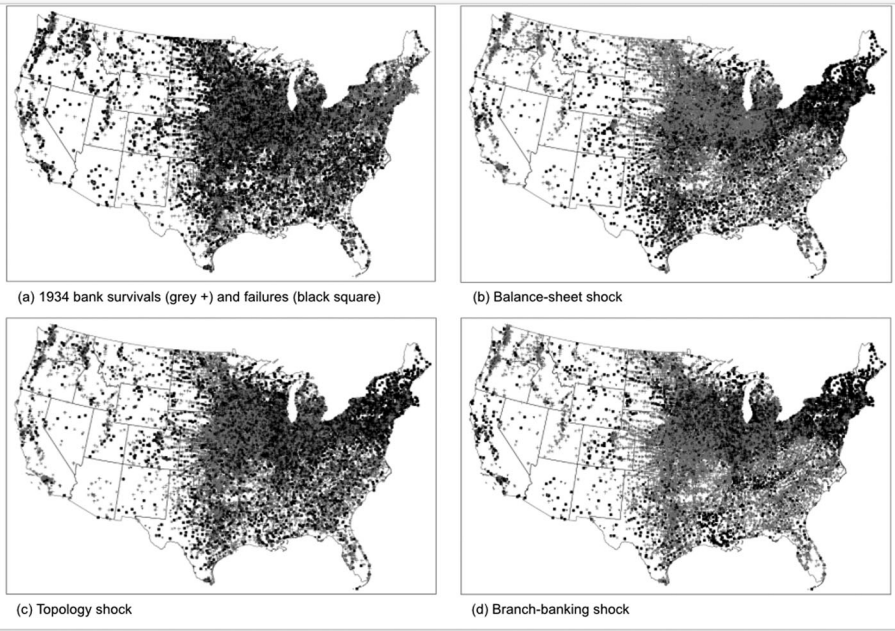 (a) 1934 bank survivals (grey +) and failures (black square)
(b) Balance-sheet shock
(c) Topology shock
(d) Branch-banking shock